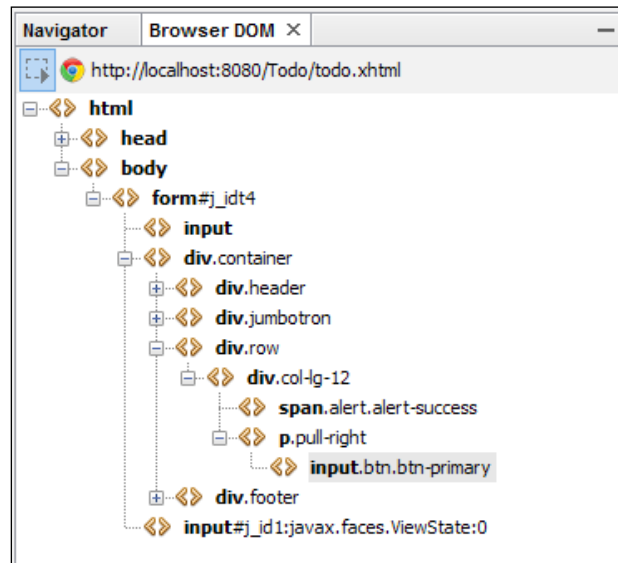 Navigator Browser DOM ×
http://localhost:8080/Todo/todo.xhtml
html
head
body
form#j_idt4
input
div.container
div.header
div.jumbotron
div.row
div.col-lg-12
span.alert.alert-success
p.pull-right
input.btn.btn-primary
div.footer
input#j_id1:javax.faces.ViewState:0